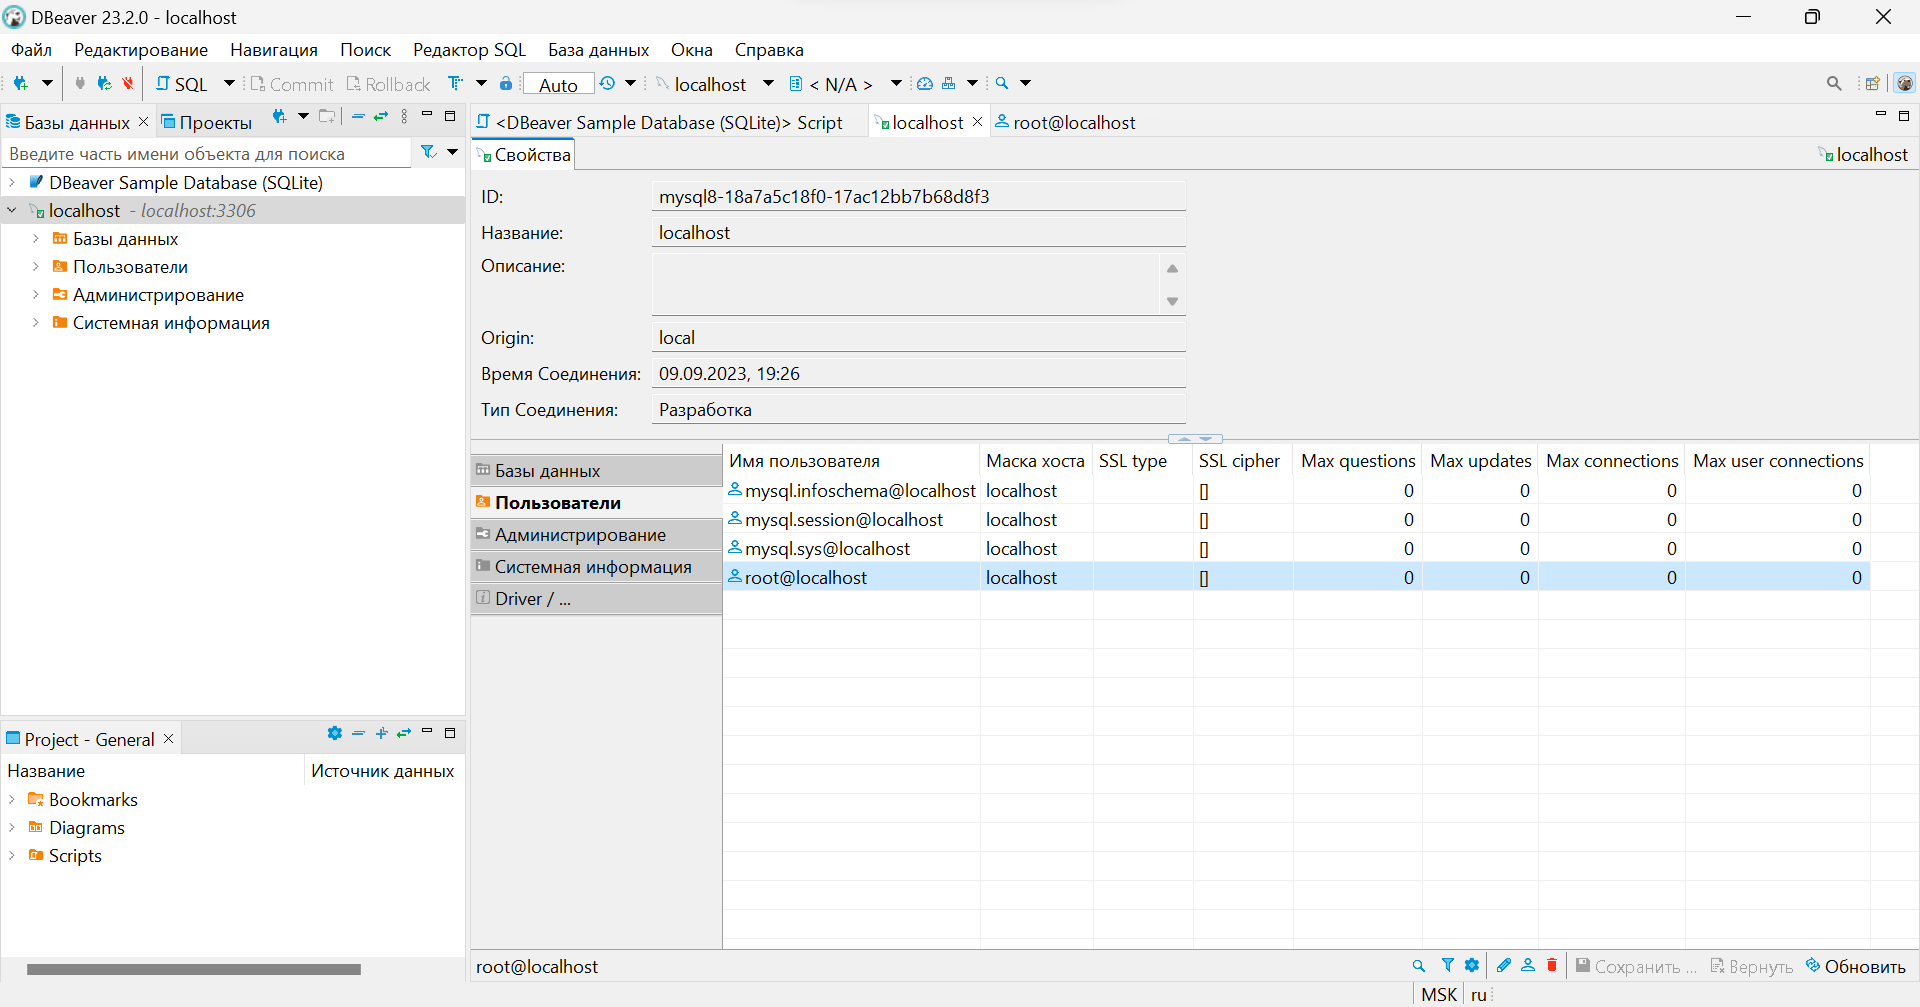 DBeaver 23.2.0 - localhost
Файл Редактирование Навигация Поиск Редактор SQL База данных Окна Справка
SQL Commit Rollback Auto localhost < N/A >
Базы данных Проекты
Введите часть имени объекта для поиска
DBeaver Sample Database (SQLite)
localhost - localhost:3306
Базы данных
Пользователи
Администрирование
Системная информация
Project - General
Название Источник данных
Bookmarks
Diagrams
Scripts
<DBeaver Sample Database (SQLite)> Script localhost root@localhost
Свойства localhost
ID: mysql8-18a7a5c18f0-17ac12bb7b68d8f3
Название: localhost
Описание:
Origin: local
Время Соединения: 09.09.2023, 19:26
Тип Соединения: Разработка
Базы данных
Пользователи
Администрирование
Системная информация
Driver / ...
Имя пользователя Маска хоста SSL type SSL cipher Max questions Max updates Max connections Max user connections
mysql.infoschema@localhost localhost [] 0 0 0 0
mysql.session@localhost localhost [] 0 0 0 0
mysql.sys@localhost localhost [] 0 0 0 0
root@localhost localhost [] 0 0 0 0
root@localhost Сохранить ... Вернуть Обновить
MSK ru